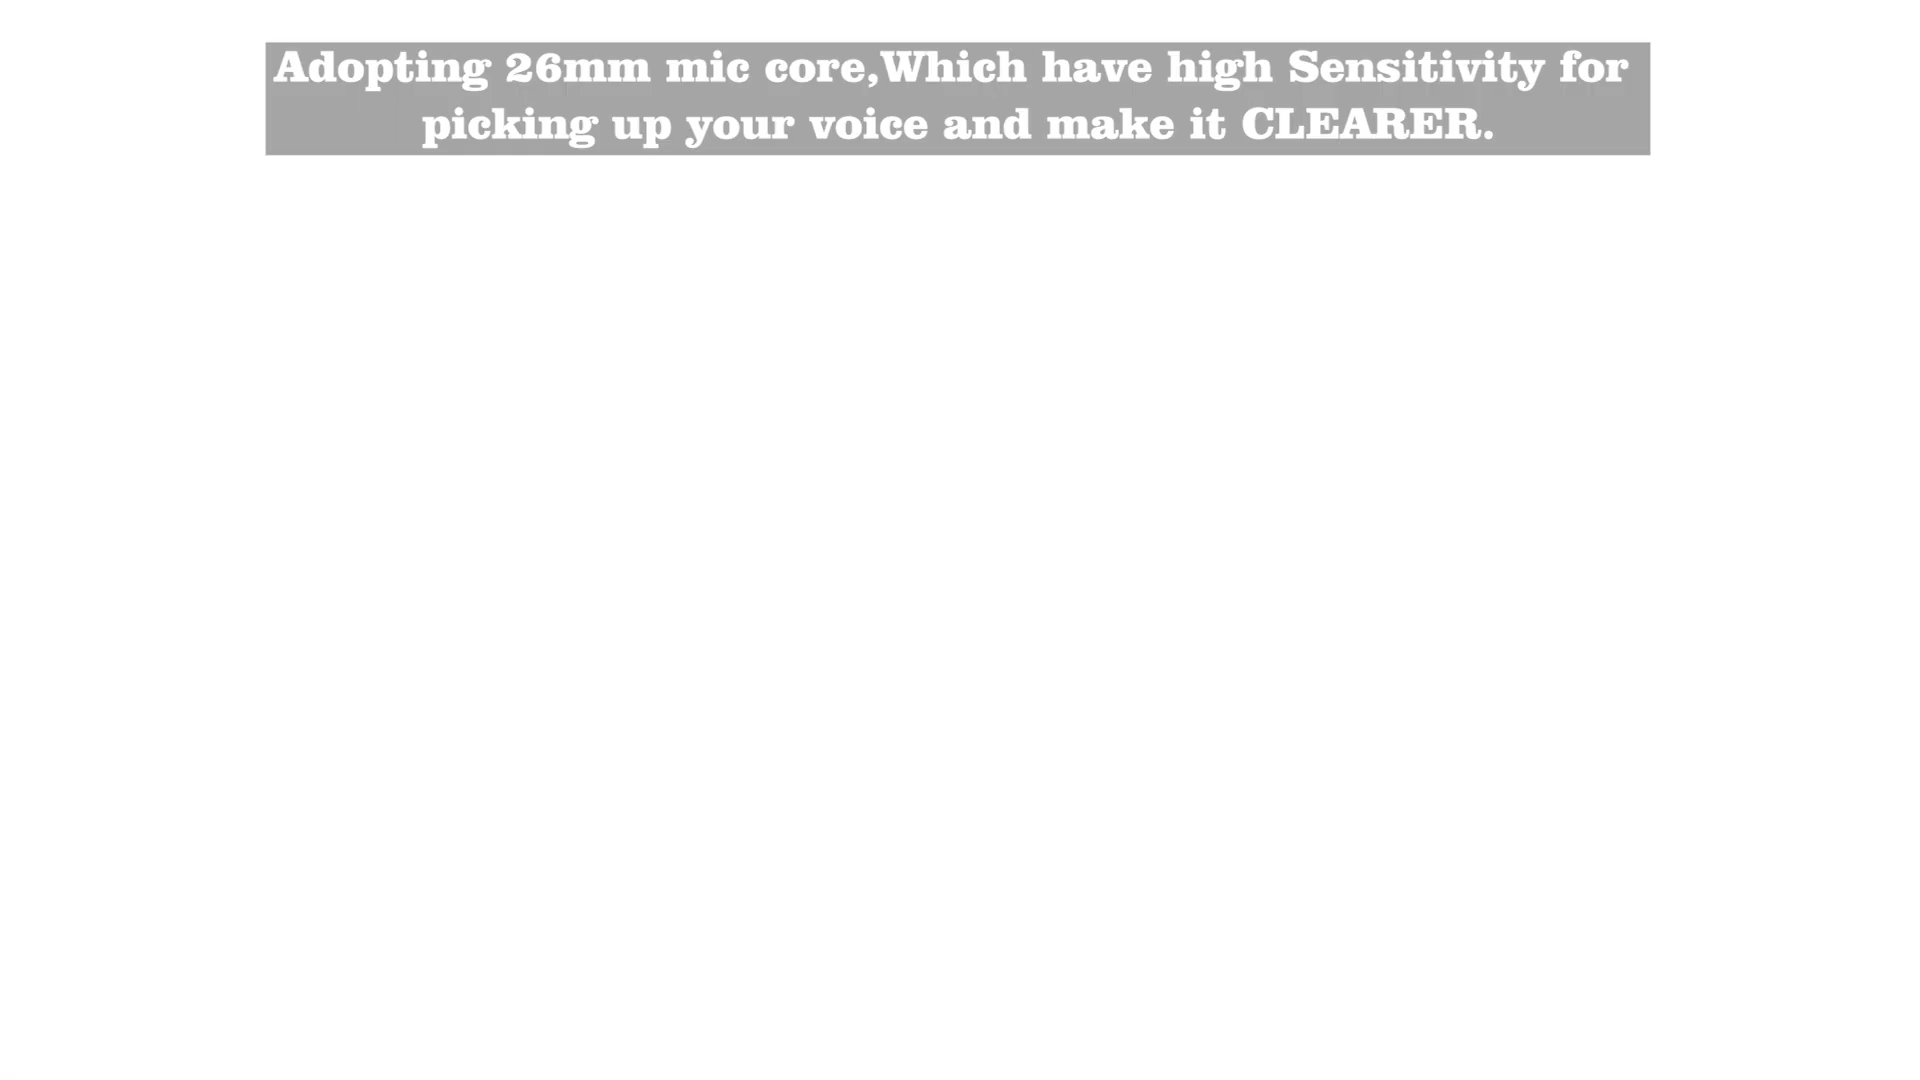 Adopting 26mm mic core,Which have high Sensitivity for
picking up your voice and make it CLEARER.